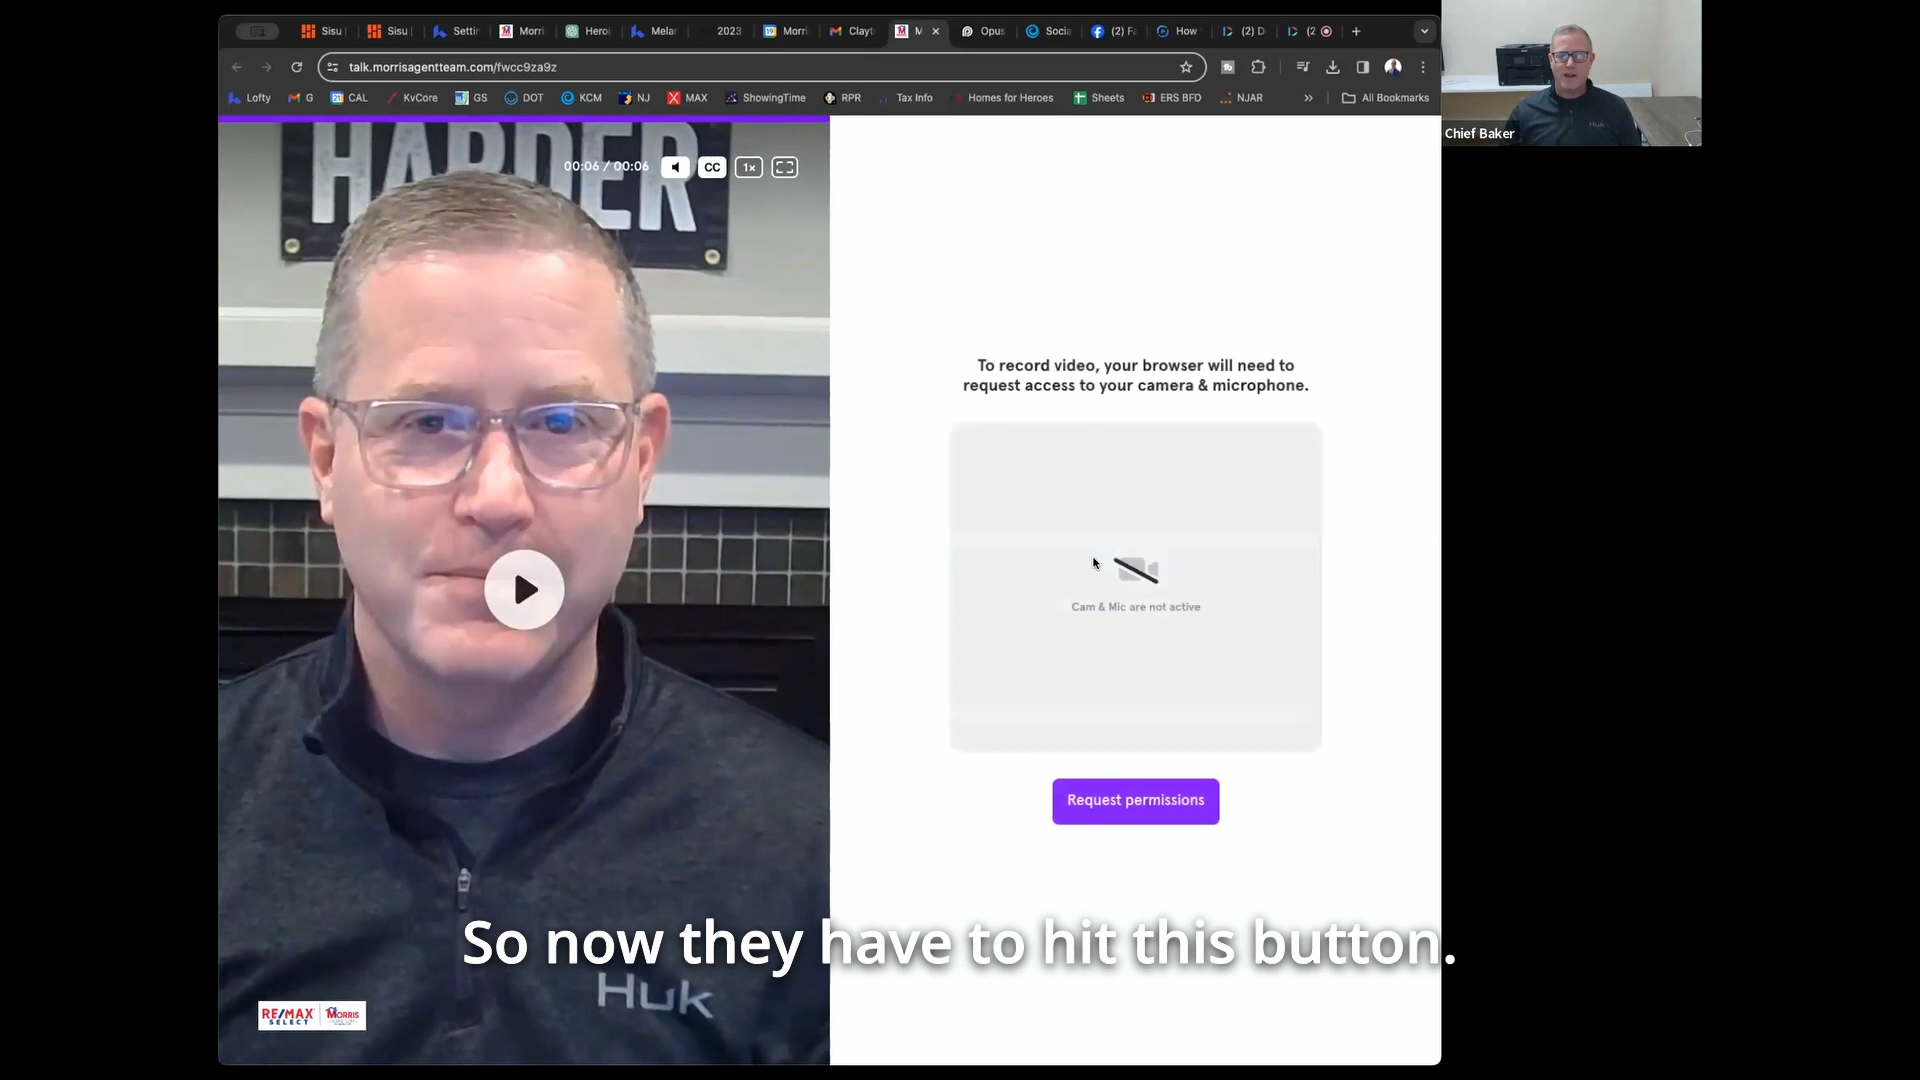 Sisu
Sisu
Settin
Morri
Heroi
Melar
2023
Morri
Clayt
M
Opus
Socia
(2) Fa
How
(2) D
(2
talk.morrisagentteam.com/fwcc9za9z
Lofty
G
CAL
KvCore
GS
DOT
KCM
NJ
MAX
ShowingTime
RPR
Tax Info
Homes for Heroes
Sheets
ERS BFD
NJAR
All Bookmarks
Chief Baker
HARDER
00:06 / 00:06
CC
1x
To record video, your browser will need to
request access to your camera & microphone.
Cam & Mic are not active
Request permissions
So now they have to hit this button.
Huk
RE/MAX
SELECT
MORRIS